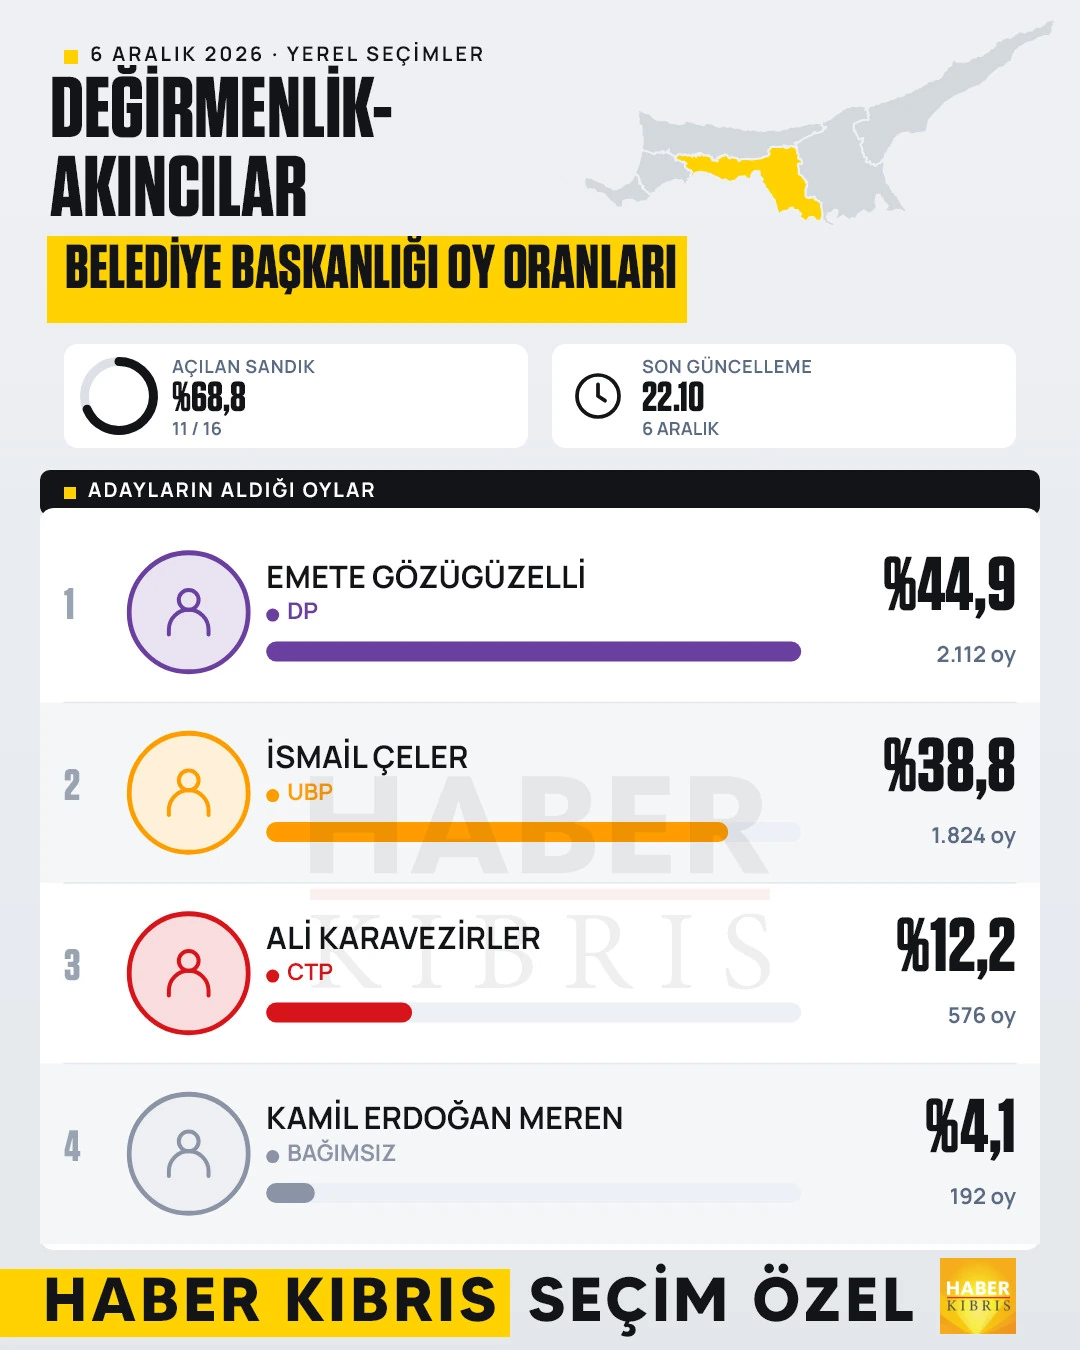 6 ARALIK 2026 · YEREL SEÇİMLER
DEĞİRMENLİK-
AKINCILAR
BELEDİYE BAŞKANLIĞI OY ORANLARI
AÇILAN SANDIK
%68,8
11 / 16
SON GÜNCELLEME
22.10
6 ARALIK
ADAYLARIN ALDIĞI OYLAR
1
EMETE GÖZÜGÜZELLİ
DP
%44,9
2.112 oy
2
İSMAİL ÇELER
UBP
%38,8
1.824 oy
3
ALİ KARAVEZİRLER
CTP
%12,2
576 oy
4
KAMİL ERDOĞAN MEREN
BAĞIMSIZ
%4,1
192 oy
HABER
KIBRIS
HABER KIBRIS SEÇİM ÖZEL
HABER
KIBRIS